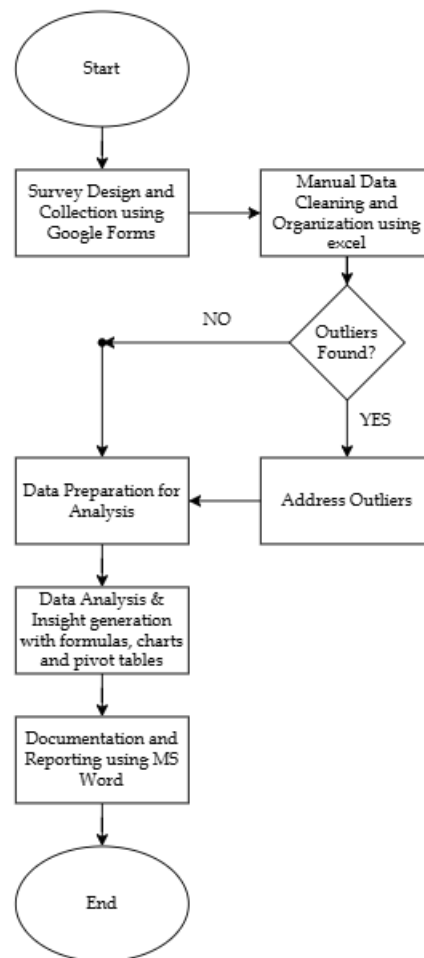 Start
Survey Design and
Collection using
Google Forms
Manual Data
Cleaning and
Organization using
excel
Outliers
Found?
NO
YES
Data Preparation for
Analysis
Address Outliers
Data Analysis &
Insight generation
with formulas, charts
and pivot tables
Documentation and
Reporting using MS
Word
End